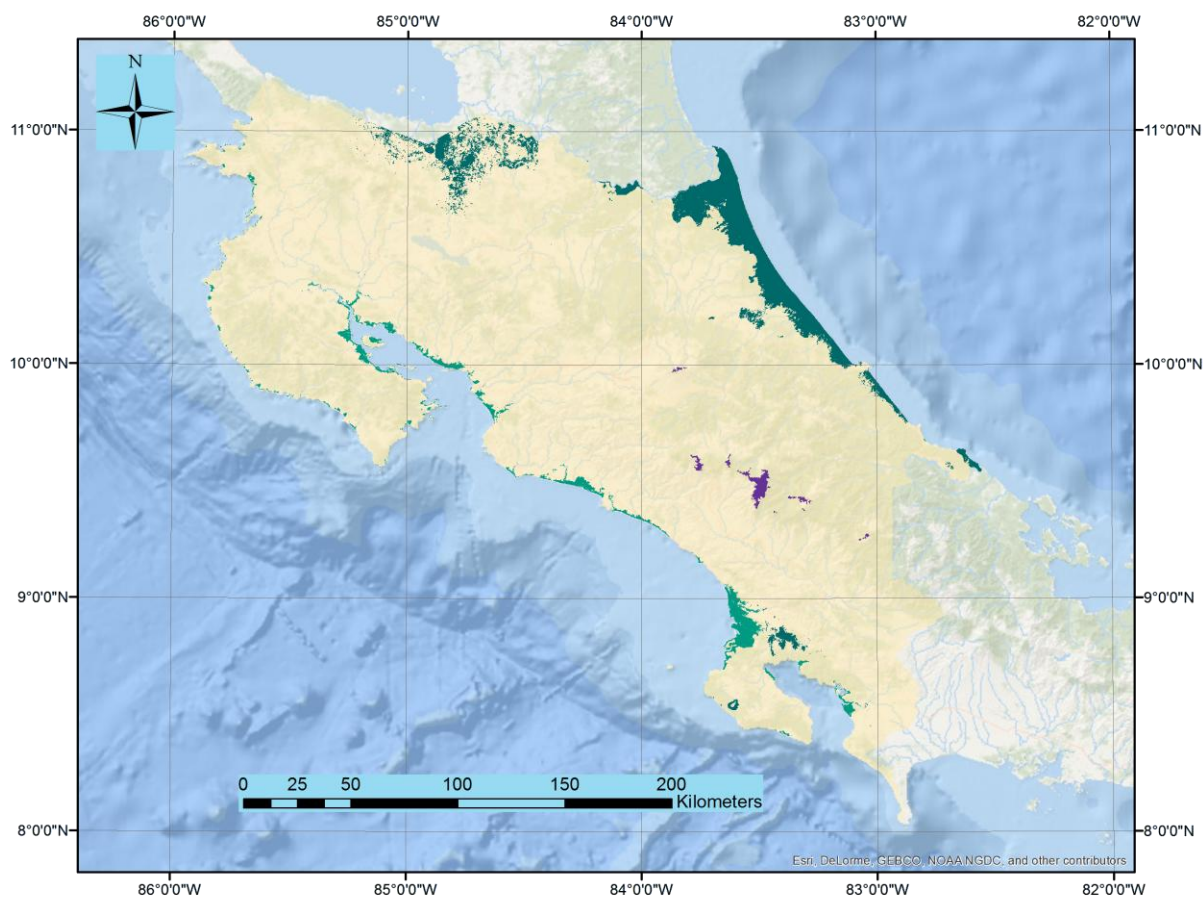 86°0'0"W 85°0'0"W 84°0'0"W 83°0'0"W 82°0'0"W
N
11°0'0"N 11°0'0"N
10°0'0"N 10°0'0"N
9°0'0"N 9°0'0"N
0 25 50 100 150 200
Kilometers
8°0'0"N 8°0'0"N
Esri, DeLorme, GEBCO, NOAA NGDC, and other contributors
86°0'0"W 85°0'0"W 84°0'0"W 83°0'0"W 82°0'0"W